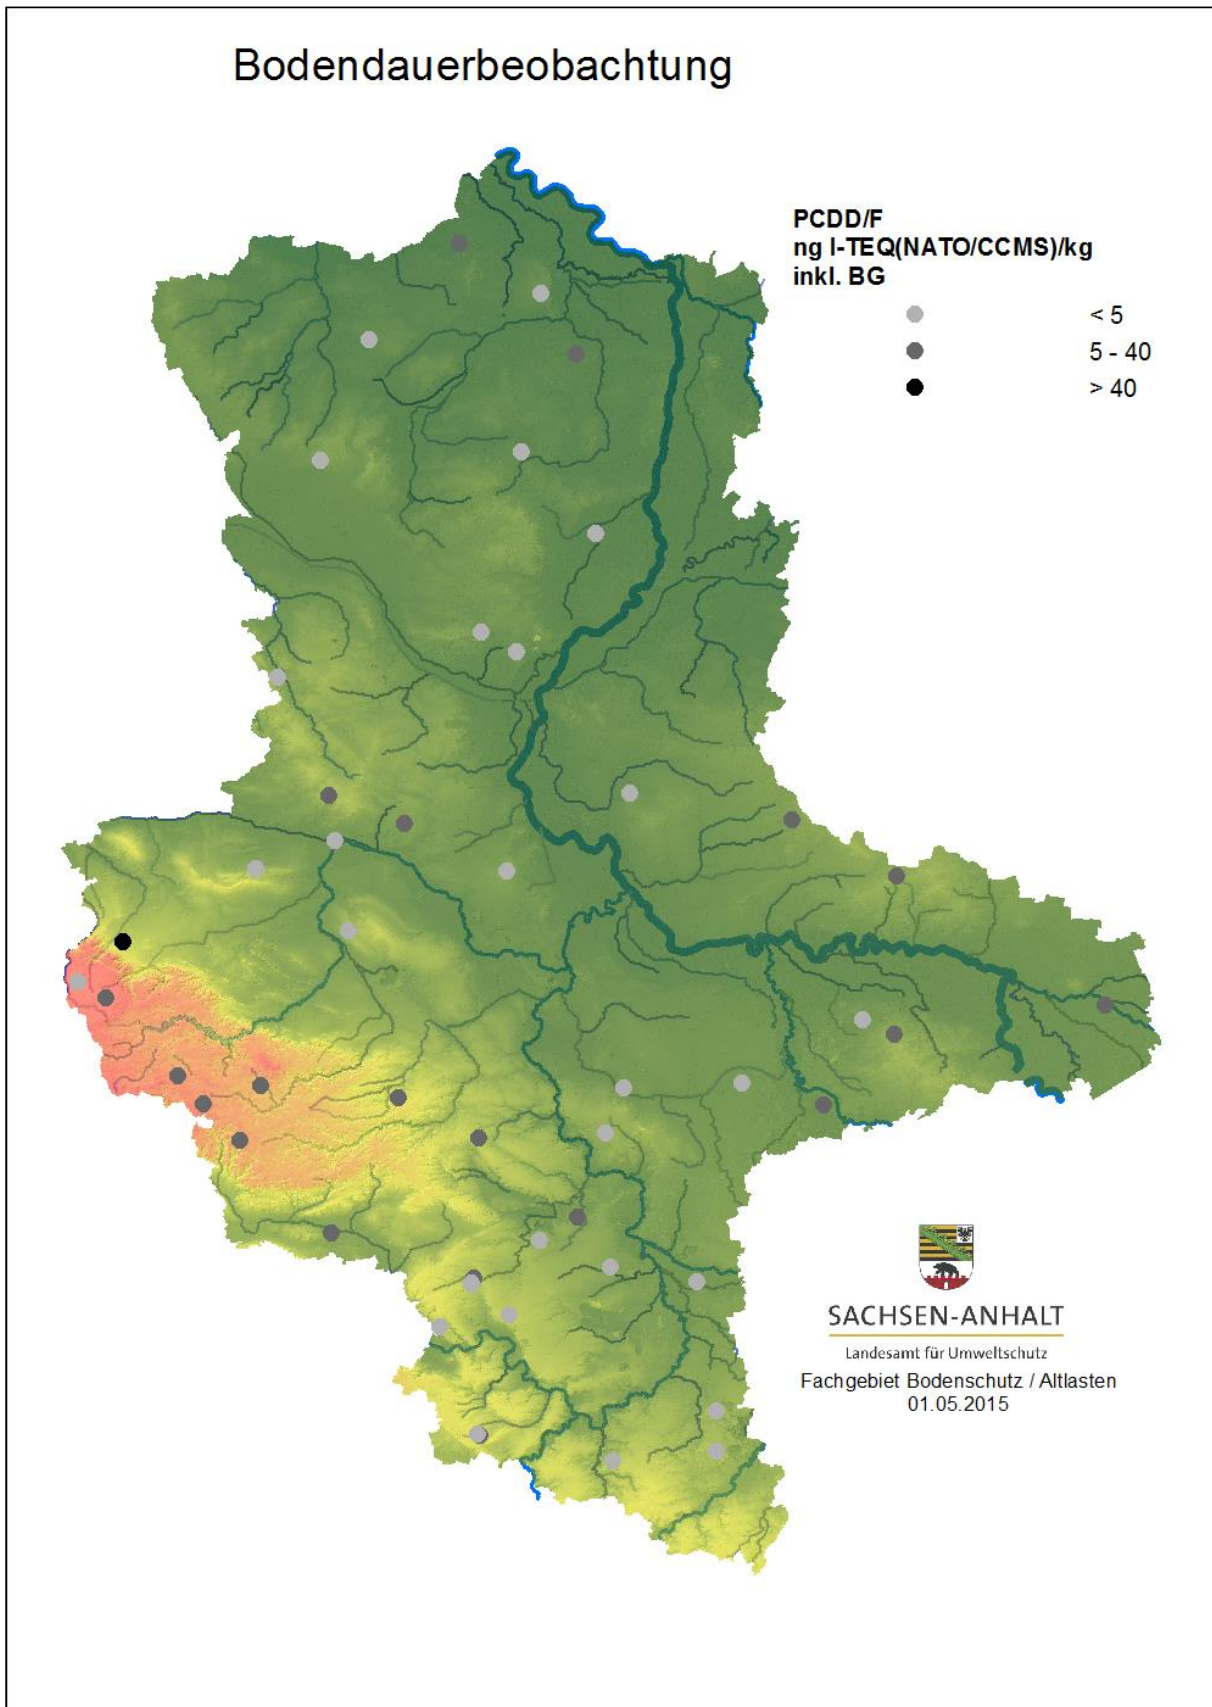 Bodendauerbeobachtung
PCDD/F
ng I-TEQ(NATO/CCMS)/kg
inkl. BG
< 5
5 - 40
> 40
SACHSEN-ANHALT
Landesamt für Umweltschutz
Fachgebiet Bodenschutz / Altlasten
01.05.2015